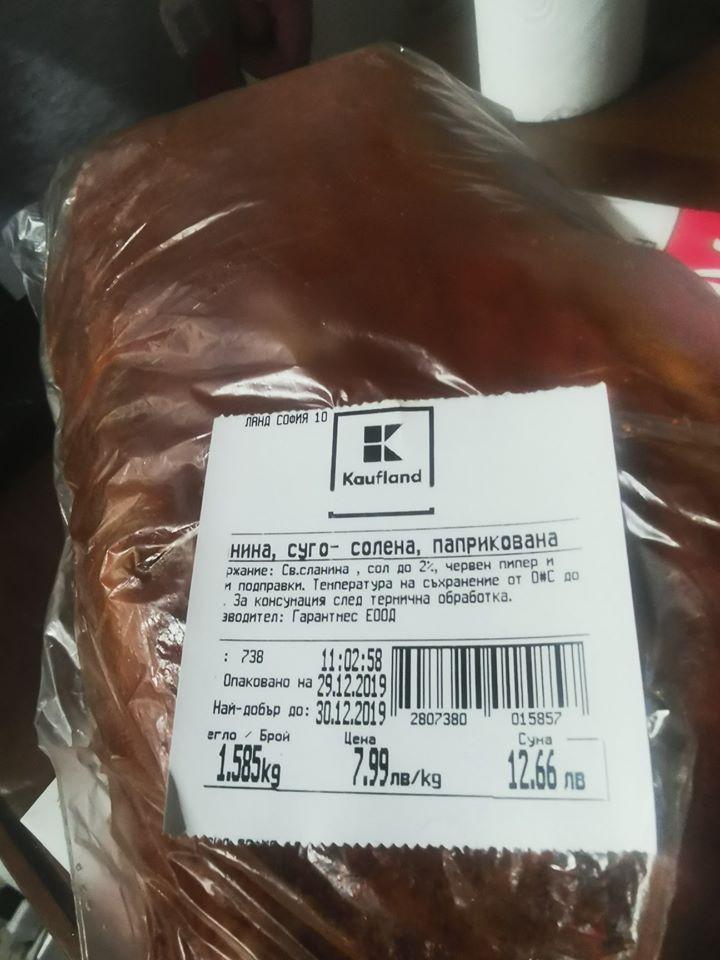 ЛАНД СОФИЯ 10
Kaufland
нина, суго- солена, паприкована
ржание: Св.сланина , сол до 2%, червен пипер и
и подправки. Температура на съхранение от 0#С до
. За консумация след термична обработка.
зводител: Гарантмес ЕООД
: 738 11:02:58
Опаковано на 29.12.2019
Най-добър до: 30.12.2019
2807380 015857
егло / Брой Цена Сума
1.585kg 7.99лв/kg 12.66 лв